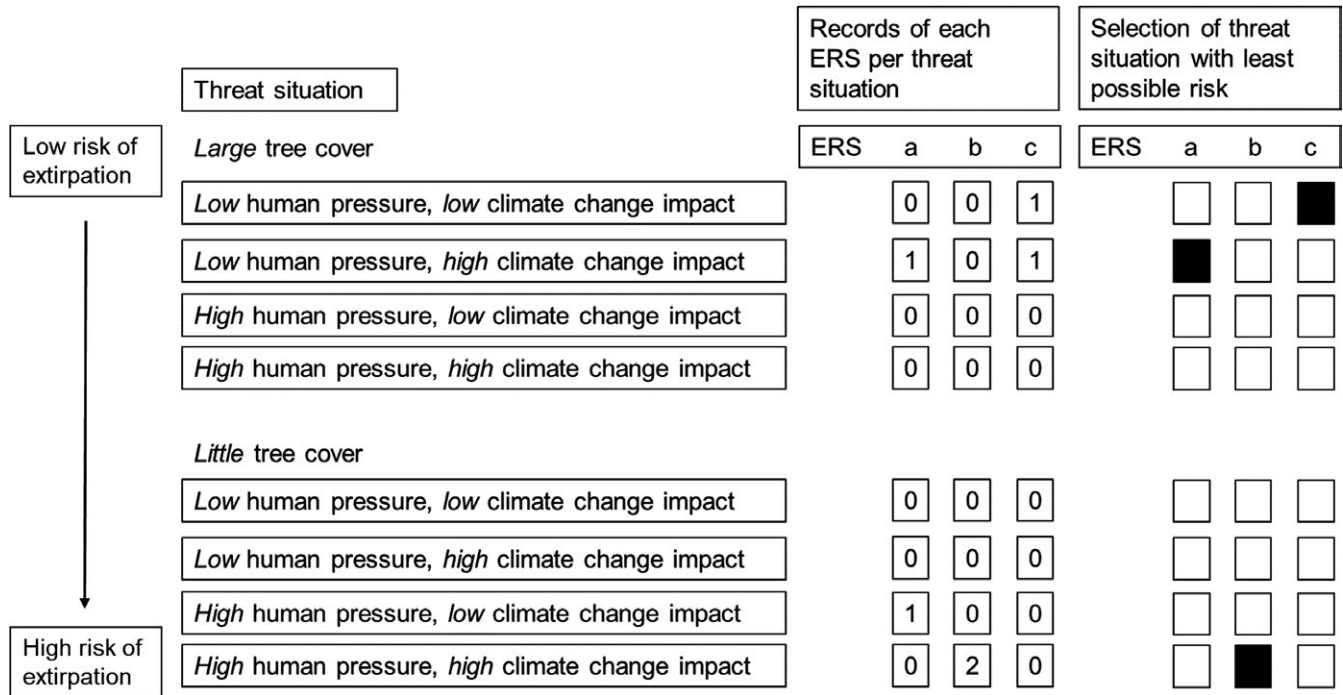 Records of each
ERS per threat
situation
Selection of threat
situation with least
possible risk
Threat situation
Low risk of
extirpation
Large tree cover
ERS a b c
ERS a b c
Low human pressure, low climate change impact 0 0 1
Low human pressure, high climate change impact 1 0 1
High human pressure, low climate change impact 0 0 0
High human pressure, high climate change impact 0 0 0
Little tree cover
Low human pressure, low climate change impact 0 0 0
Low human pressure, high climate change impact 0 0 0
High human pressure, low climate change impact 1 0 0
High human pressure, high climate change impact 0 2 0
High risk of
extirpation